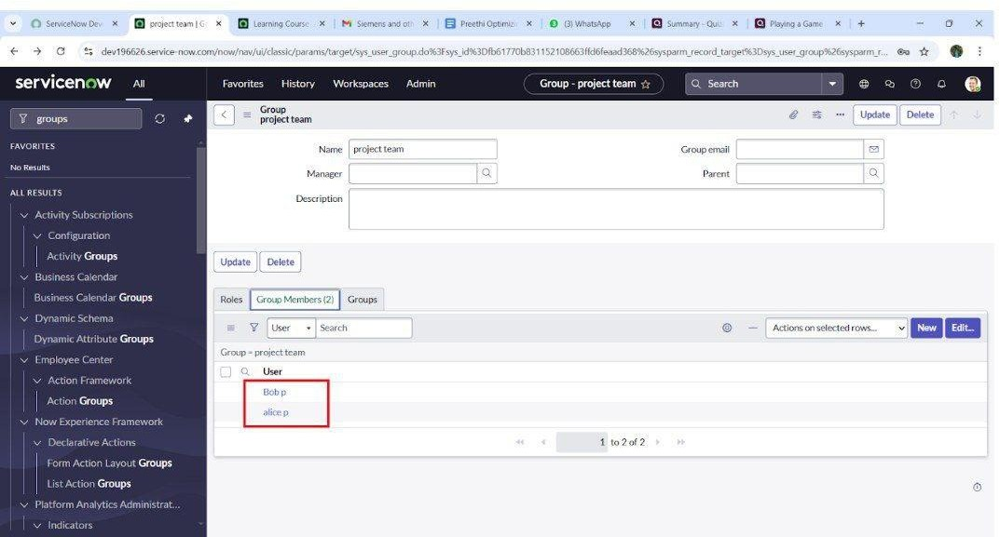 ServiceNow Dev
project team | G
Learning Course
Siemens and oth
Preethi Optimizi
(3) WhatsApp
Summary - Qui
Playing a Game
dev196626.service-now.com/now/nav/ui/classic/params/target/sys_user_group.do%3Fsys_id%3Dfb61770b831152108663ffd6feaad368%26sysparm_record_target%3Dsys_user_group%26sysparm_r...
servicenow All Favorites History Workspaces Admin Group - project team Search
groups
Group
project team
Update Delete
FAVORITES
No Results
ALL RESULTS
Activity Subscriptions
Configuration
Activity Groups
Business Calendar
Business Calendar Groups
Dynamic Schema
Dynamic Attribute Groups
Employee Center
Action Framework
Action Groups
Now Experience Framework
Declarative Actions
Form Action Layout Groups
List Action Groups
Platform Analytics Administrat...
Indicators
Name project team
Group email
Manager
Parent
Description
Update Delete
Roles Group Members (2) Groups
User Search Actions on selected rows... New Edit...
Group = project team
User
Bob p
alice p
1 to 2 of 2